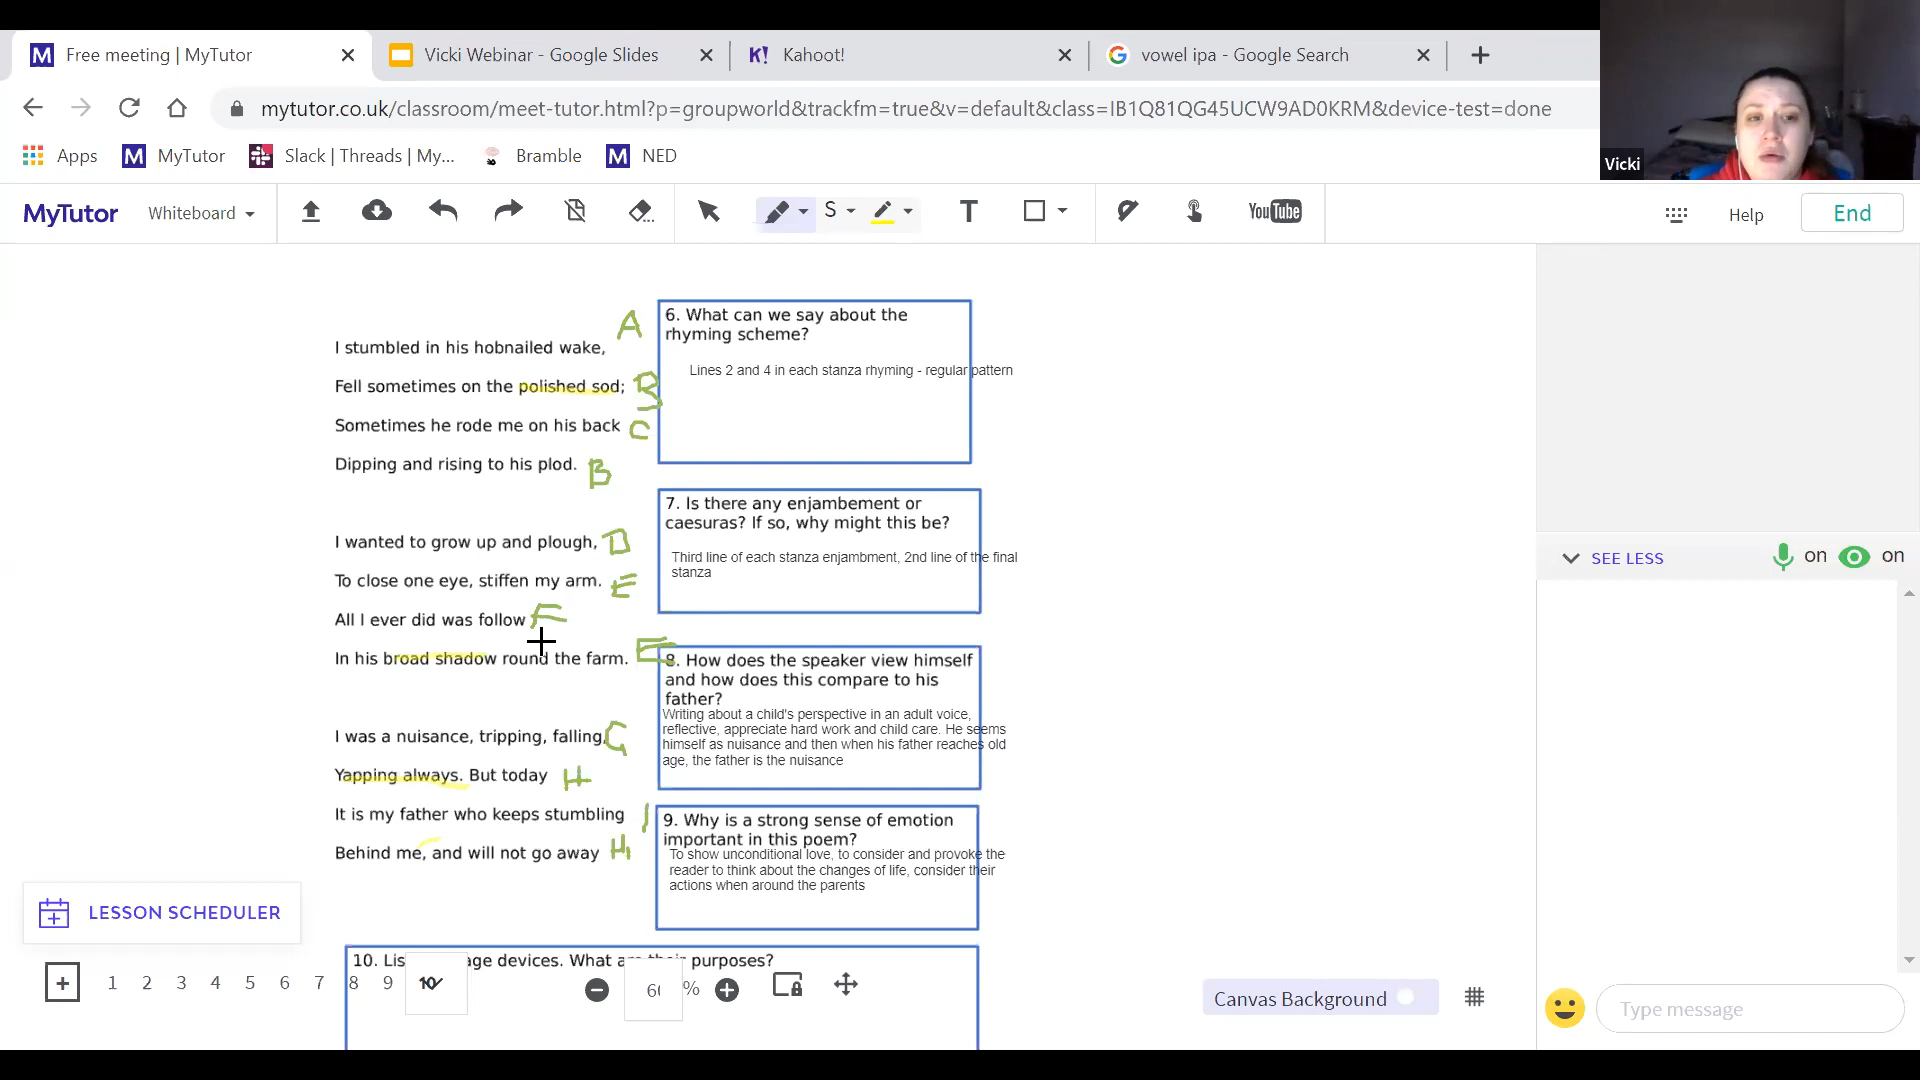 Free meeting | MyTutor
Vicki Webinar - Google Slides
K! Kahoot!
vowel ipa - Google Search
mytutor.co.uk/classroom/meet-tutor.html?p=groupworld&trackfm=true&v=default&class=IB1Q81QG45UCW9AD0KRM&device-test=done
Apps
MyTutor
Slack | Threads | My...
Bramble
NED
Vicki
MyTutor
Whiteboard
S
T
YouTube
Help
End
I stumbled in his hobnailed wake, A
Fell sometimes on the polished sod; B
Sometimes he rode me on his back C
Dipping and rising to his plod. B
I wanted to grow up and plough, D
To close one eye, stiffen my arm. E
All I ever did was follow F
In his broad shadow round the farm. E
I was a nuisance, tripping, falling, G
Yapping always. But today H
It is my father who keeps stumbling I
Behind me, and will not go away H
6. What can we say about the
rhyming scheme?
Lines 2 and 4 in each stanza rhyming - regular pattern
7. Is there any enjambement or
caesuras? If so, why might this be?
Third line of each stanza enjambment, 2nd line of the final
stanza
8. How does the speaker view himself
and how does this compare to his
father?
Writing about a child's perspective in an adult voice,
reflective, appreciate hard work and child care. He seems
himself as nuisance and then when his father reaches old
age, the father is the nuisance
9. Why is a strong sense of emotion
important in this poem?
To show unconditional love, to consider and provoke the
reader to think about the changes of life, consider their
actions when around the parents
10. Lis age devices. What are their purposes?
SEE LESS
on
on
LESSON SCHEDULER
1 2 3 4 5 6 7 8 9 10
60 %
Canvas Background
Type message